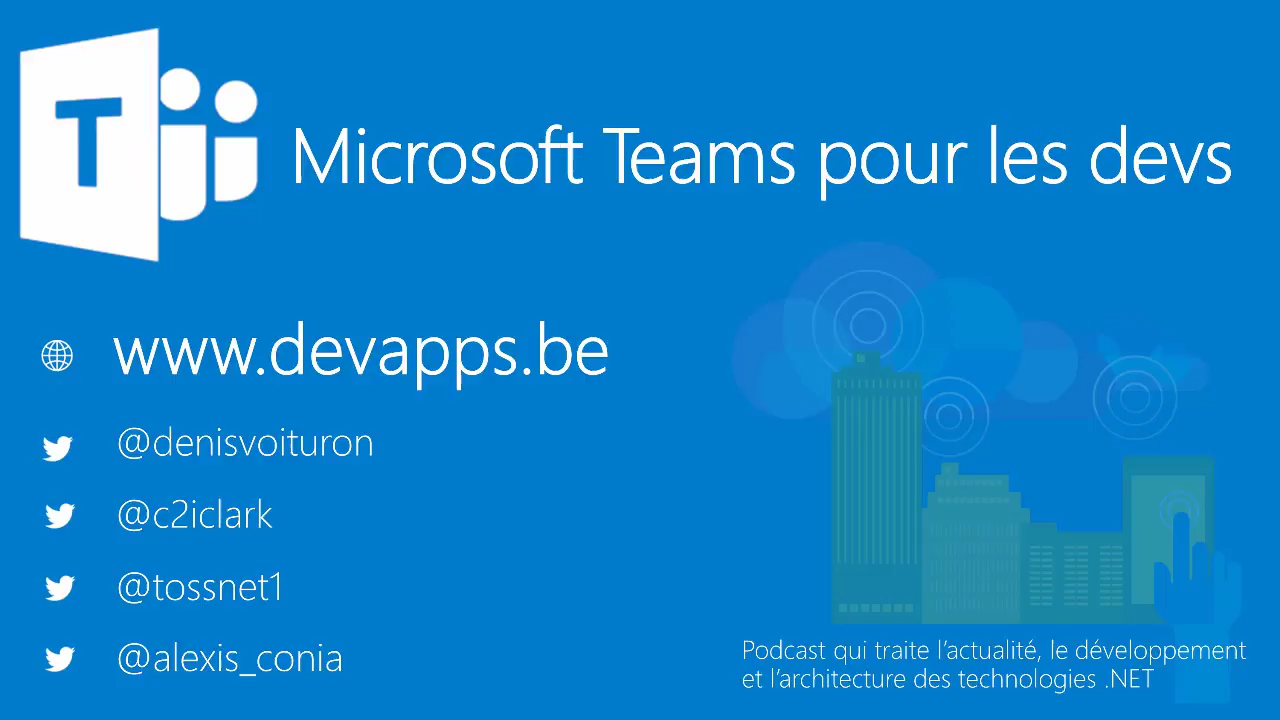 T
Microsoft Teams pour les devs
www.devapps.be
@denisvoituron
@c2iclark
@tossnet1
@alexis_conia
Podcast qui traite l'actualité, le développement
et l'architecture des technologies .NET